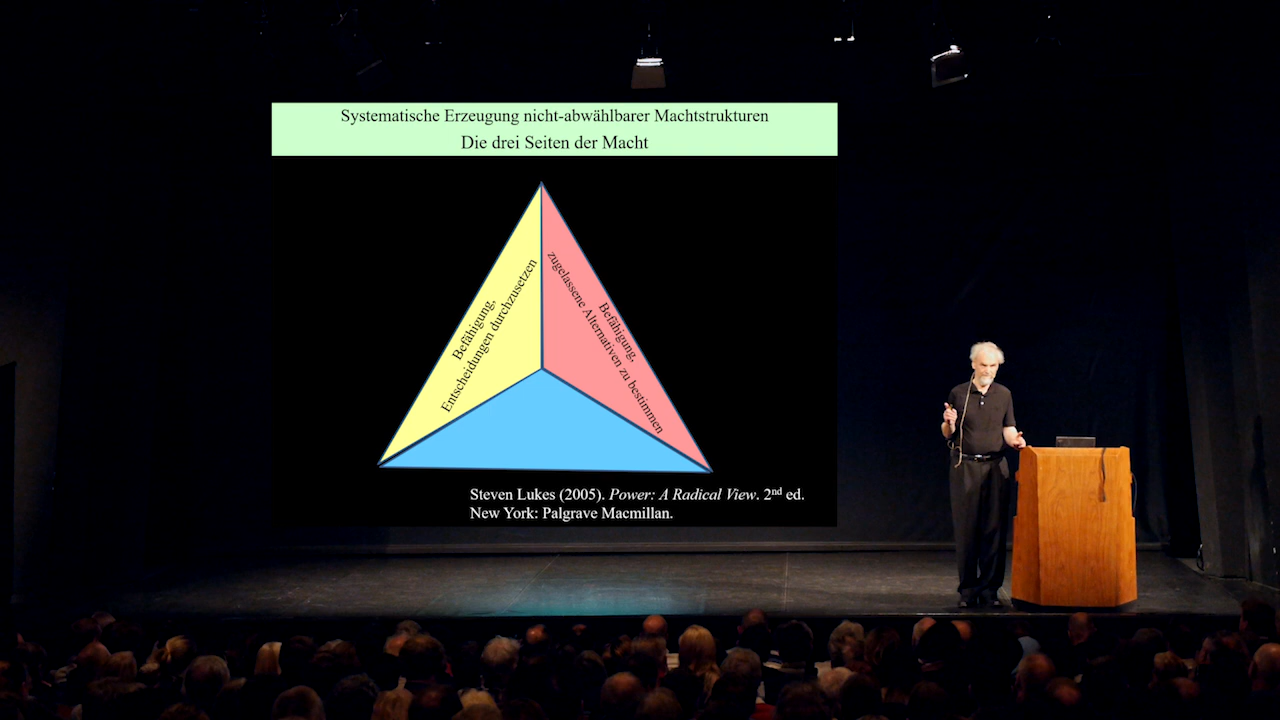 Systematische Erzeugung nicht-abwählbarer Machtstrukturen
Die drei Seiten der Macht
Befähigung,
Entscheidungen durchzusetzen
Befähigung,
zugelassene Alternativen zu bestimmen
Steven Lukes (2005). Power: A Radical View. 2nd ed.
New York: Palgrave Macmillan.